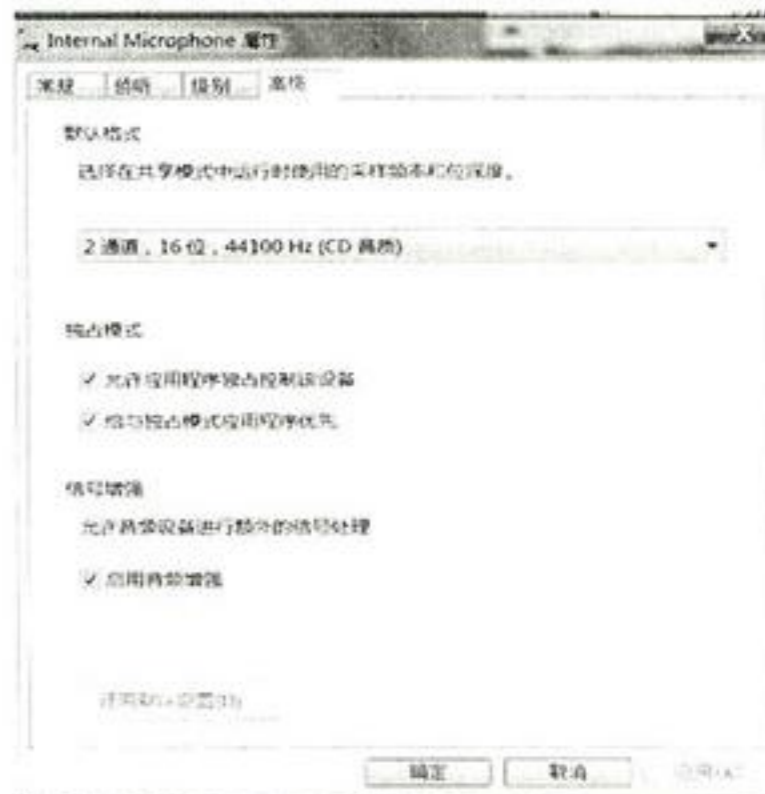 Internal Microphone 属性
常规 侦听 级别 高级
默认格式
选择在共享模式中运行时使用的采样频率和位深度。
2 通道，16 位，44100 Hz (CD 音质)
独占模式
允许应用程序独占控制该设备
给与独占模式应用程序优先
信号增强
允许音频设备进行额外的信号处理
启用音频增强
还原默认设置(D)
确定 取消 应用(A)